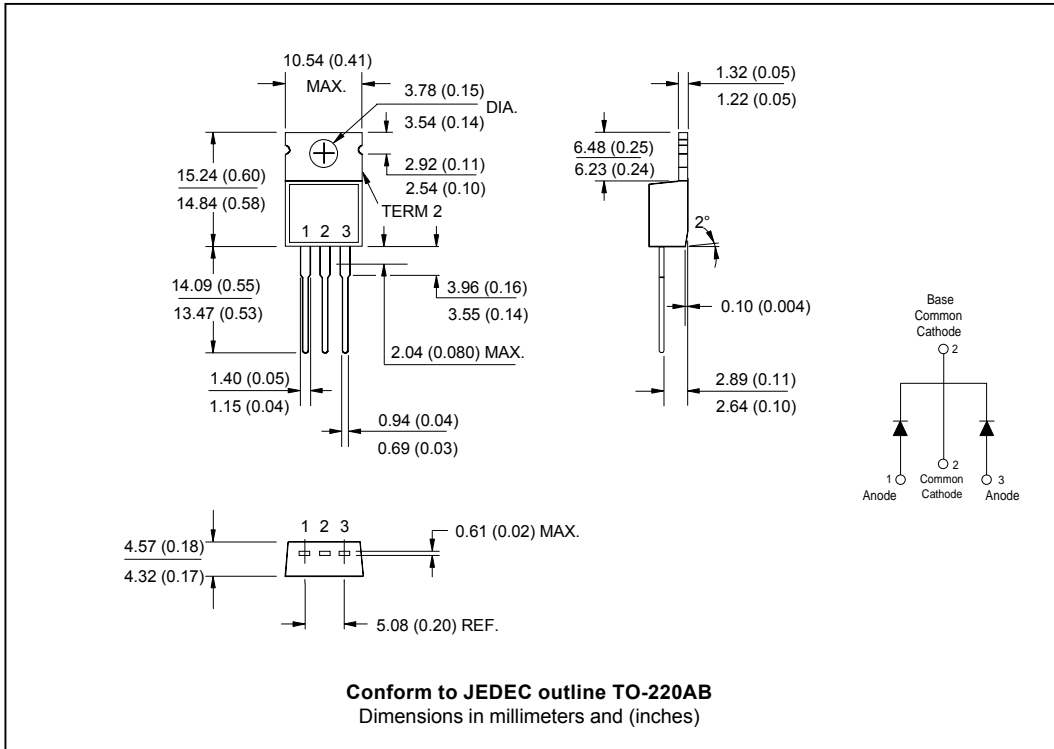 10.54 (0.41)
MAX.
3.78 (0.15)
3.54 (0.14)
DIA.
2.92 (0.11)
2.54 (0.10)
TERM 2
15.24 (0.60)
14.84 (0.58)
1 2 3
14.09 (0.55)
13.47 (0.53)
3.96 (0.16)
3.55 (0.14)
2.04 (0.080) MAX.
1.40 (0.05)
1.15 (0.04)
0.94 (0.04)
0.69 (0.03)
1.32 (0.05)
1.22 (0.05)
6.48 (0.25)
6.23 (0.24)
2°
0.10 (0.004)
2.89 (0.11)
2.64 (0.10)
Base
Common
Cathode
2
2
1
Anode
Common
Cathode
3
Anode
1 2 3
4.57 (0.18)
4.32 (0.17)
0.61 (0.02) MAX.
5.08 (0.20) REF.
Conform to JEDEC outline TO-220AB
Dimensions in millimeters and (inches)